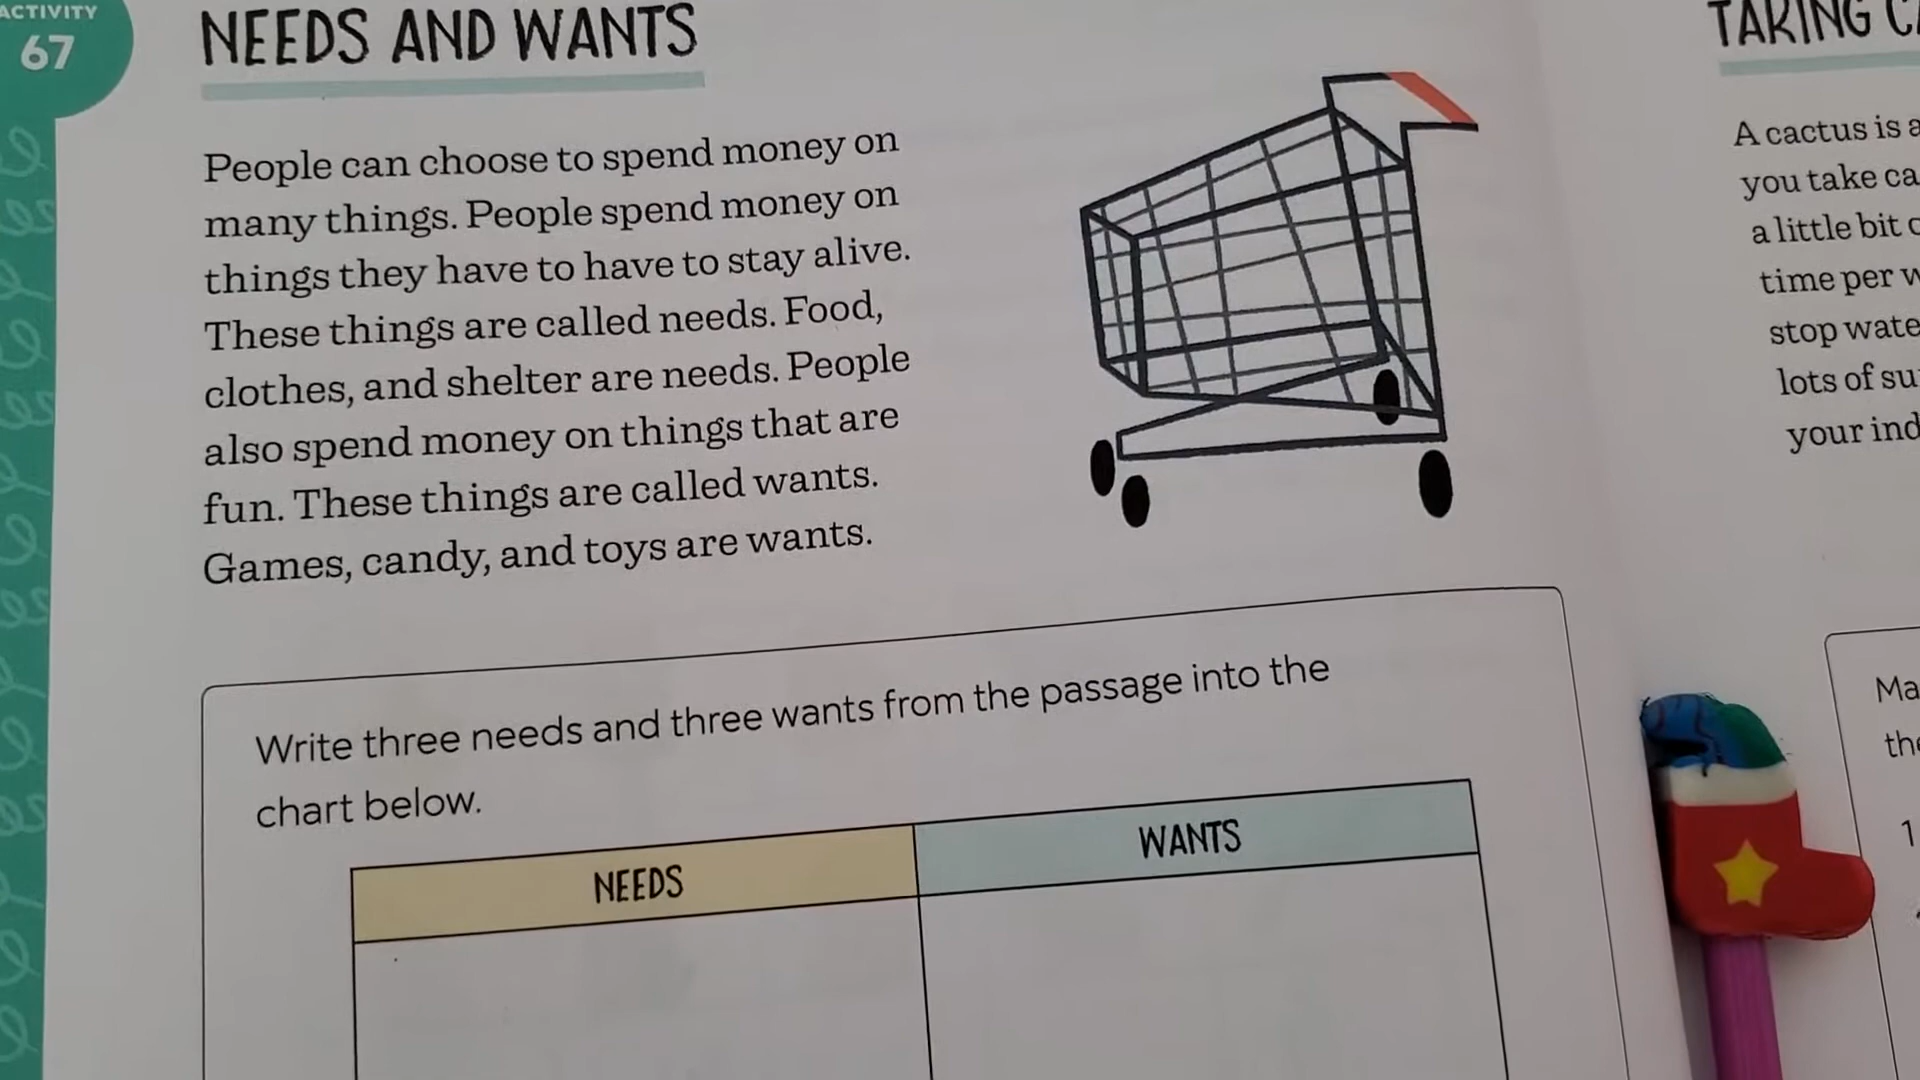 ACTIVITY
67
NEEDS AND WANTS
People can choose to spend money on
many things. People spend money on
things they have to have to stay alive.
These things are called needs. Food,
clothes, and shelter are needs. People
also spend money on things that are
fun. These things are called wants.
Games, candy, and toys are wants.
Write three needs and three wants from the passage into the
chart below.
NEEDS
WANTS
TAKING
A cactus is
you take
a little bit
time per
stop
lots of
your
1